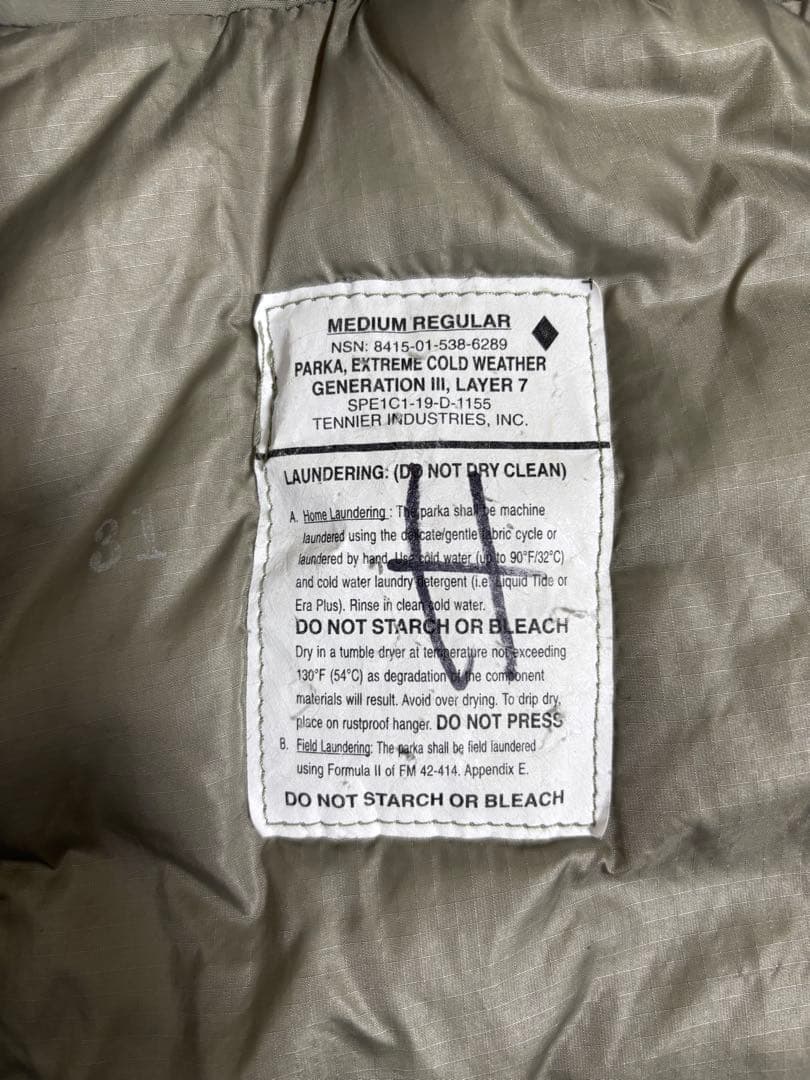 MEDIUM REGULAR
NSN: 8415-01-538-6289
PARKA, EXTREME COLD WEATHER
GENERATION III, LAYER 7
SPE1C1-19-D-1155
TENNIER INDUSTRIES, INC.
LAUNDERING: (DO NOT DRY CLEAN)
A. Home Laundering : The parka shall be machine
laundered using the delicate/gentle fabric cycle or
laundered by hand. Use cold water (up to 90°F/32°C)
and cold water laundry detergent (i.e. Liquid Tide or
Era Plus). Rinse in clean cold water.
DO NOT STARCH OR BLEACH
Dry in a tumble dryer at temperature not exceeding
130°F (54°C) as degradation of the component
materials will result. Avoid over drying. To drip dry,
place on rustproof hanger. DO NOT PRESS
B. Field Laundering: The parka shall be field laundered
using Formula II of FM 42-414. Appendix E.
DO NOT STARCH OR BLEACH
31